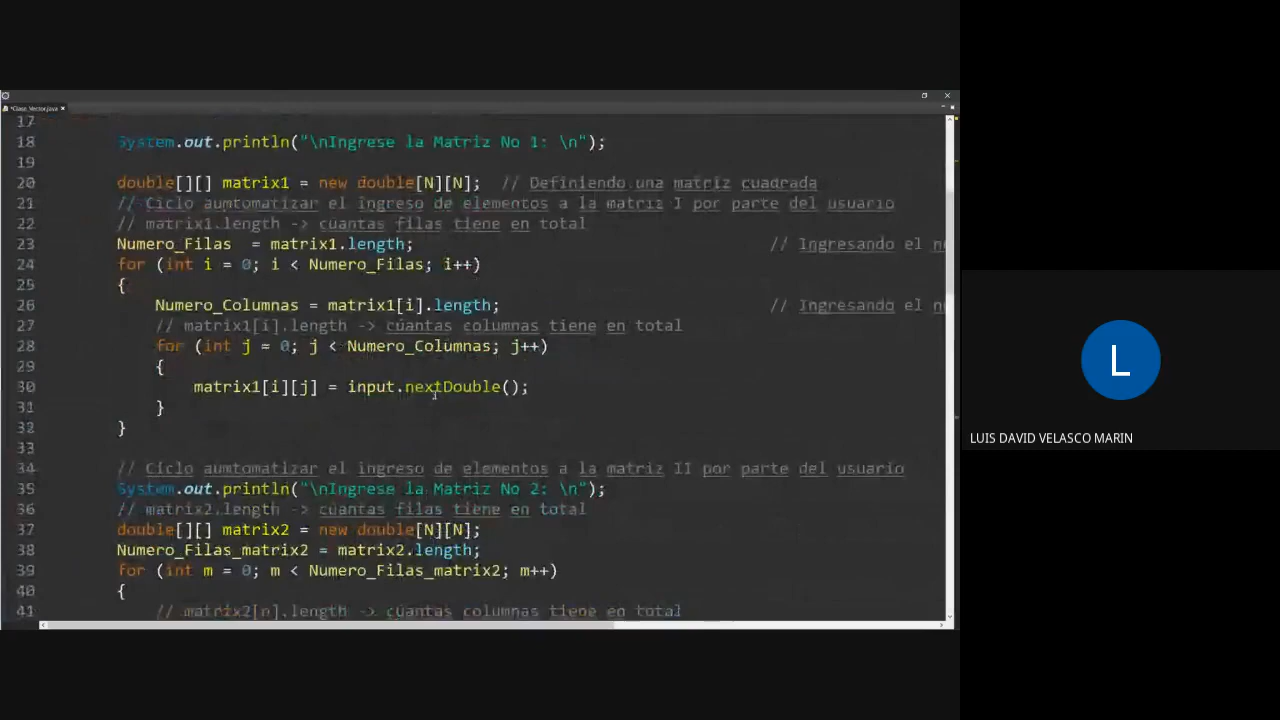 *Clase_Vector.java
17
18 System.out.println("\nIngrese la Matriz No 1: \n");
19
20 double[][] matrix1 = new double[N][N]; // Definiendo una matriz cuadrada
21 // Ciclo aumtomatizar el ingreso de elementos a la matriz I por parte del usuario
22 // matrix1.length -> cuantas filas tiene en total
23 Numero_Filas = matrix1.length; // Ingresando el
24 for (int i = 0; i < Numero_Filas; i++)
25 {
26 Numero_Columnas = matrix1[i].length; // Ingresando el
27 // matrix1[i].length -> cuantas columnas tiene en total
28 for (int j = 0; j < Numero_Columnas; j++)
29 {
30 matrix1[i][j] = input.nextDouble();
31 }
32 }
33
34 // Ciclo aumtomatizar el ingreso de elementos a la matriz II por parte del usuario
35 System.out.println("\nIngrese la Matriz No 2: \n");
36 // matrix2.length -> cuantas filas tiene en total
37 double[][] matrix2 = new double[N][N];
38 Numero_Filas_matrix2 = matrix2.length;
39 for (int m = 0; m < Numero_Filas_matrix2; m++)
40 {
41 // matrix2[n].length -> cuantas columnas tiene en total
L
LUIS DAVID VELASCO MARIN